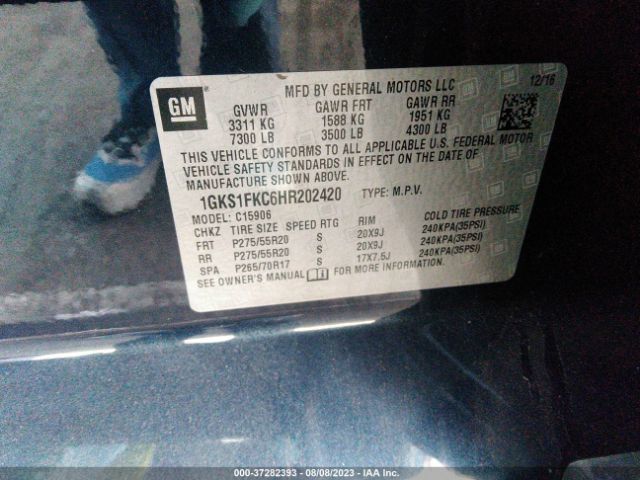 GM
MFD BY GENERAL MOTORS LLC
12/16
GVWR GAWR FRT GAWR RR
3311 KG 1588 KG 1951 KG
7300 LB 3500 LB 4300 LB
THIS VEHICLE CONFORMS TO ALL APPLICABLE U.S. FEDERAL MOTOR
VEHICLE SAFETY STANDARDS IN EFFECT ON THE DATE OF
MANUFACTURE SHOWN ABOVE.
1GKS1FKC6HR202420 TYPE: M.P.V.
MODEL: C15906
CHKZ TIRE SIZE SPEED RTG RIM COLD TIRE PRESSURE
FRT P275/55R20 S 20X9J 240KPA(35PSI)
RR P275/55R20 S 20X9J 240KPA(35PSI)
SPA P265/70R17 S 17X7.5J 240KPA(35PSI)
SEE OWNER'S MANUAL FOR MORE INFORMATION.
000-37282393 - 08/08/2023 - IAA Inc.